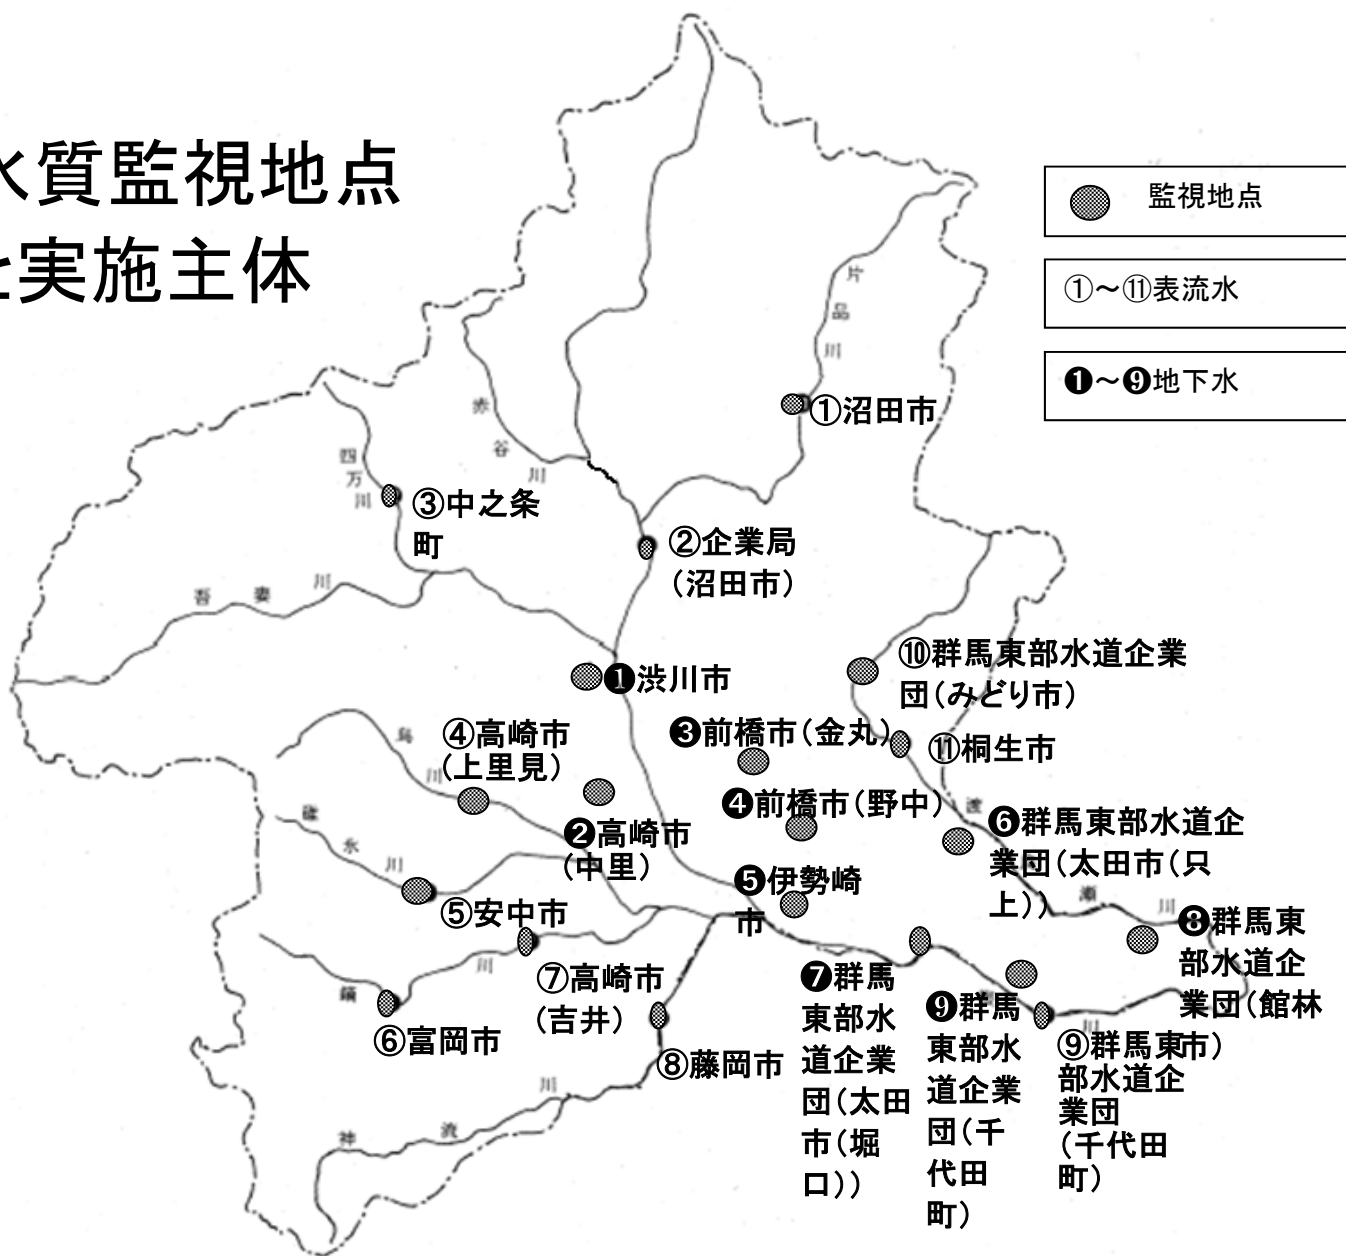 水質監視地点
と実施主体
監視地点
①～⑪表流水
❶～❾地下水
片
品
川
①沼田市
赤
谷
川
四
万
川
③中之条
町
②企業局
(沼田市)
吾
妻
川
❶渋川市
⑩群馬東部水道企業
団(みどり市)
④高崎市
(上里見)
烏
川
❸前橋市(金丸)
⑪桐生市
❹前橋市(野中)
渡
❷高崎市
(中里)
❻群馬東部水道企
業団(太田市(只
上))
碓
氷
川
❺伊勢崎
市
瀬
川
⑤安中市
❽群馬東
部水道企
業団(館林
市)
鏑
川
⑦高崎市
(吉井)
⑥富岡市
⑧藤岡市
❼群馬
東部水
道企業
団(太田
市(堀
口))
❾群馬
東部水
道企業
団(千
代田
町)
川
⑨群馬東
部水道企
業団
(千代田
町)
神
流
川